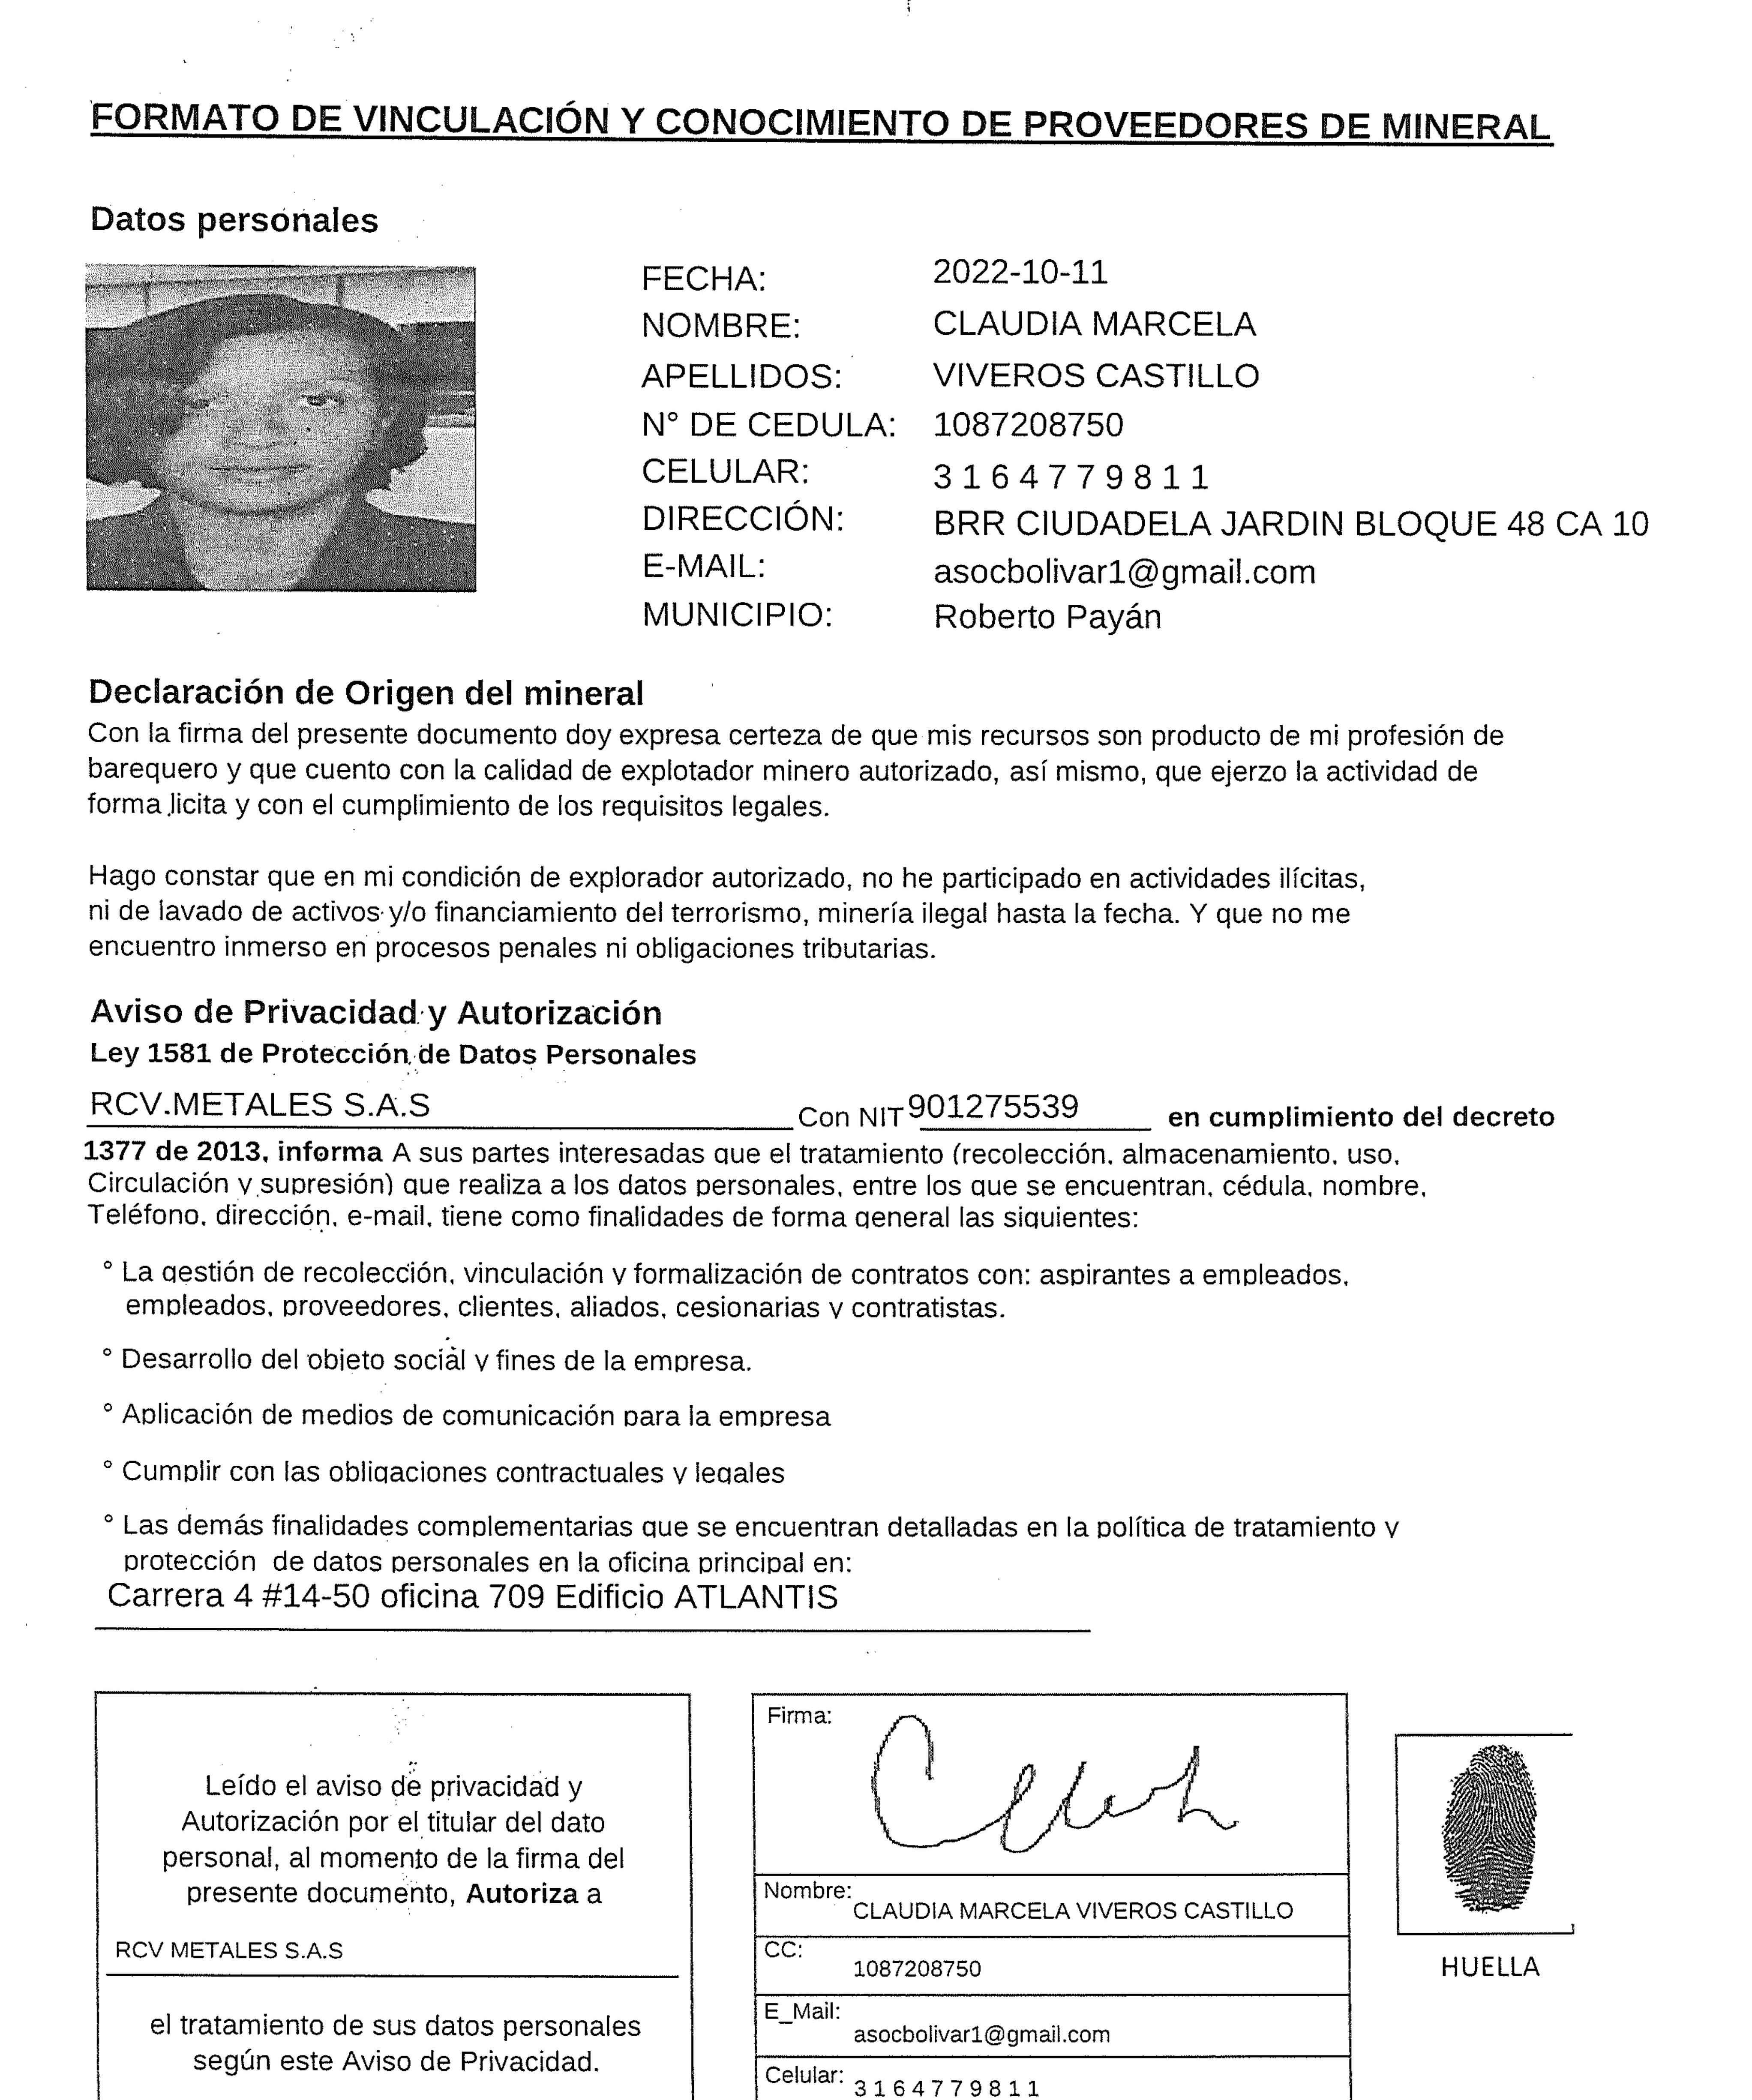 FORMATO DE VINCULACIÓN Y CONOCIMIENTO DE PROVEEDORES DE MINERAL
Datos personales
FECHA: 2022-10-11
NOMBRE: CLAUDIA MARCELA
APELLIDOS: VIVEROS CASTILLO
N° DE CEDULA: 1087208750
CELULAR: 3 1 6 4 7 7 9 8 1 1
DIRECCIÓN: BRR CIUDADELA JARDIN BLOQUE 48 CA 10
E-MAIL: asocbolivar1@gmail.com
MUNICIPIO: Roberto Payán
Declaración de Origen del mineral
Con la firma del presente documento doy expresa certeza de que mis recursos son producto de mi profesión de
barequero y que cuento con la calidad de explotador minero autorizado, así mismo, que ejerzo la actividad de
forma licita y con el cumplimiento de los requisitos legales.
Hago constar que en mi condición de explorador autorizado, no he participado en actividades ilícitas,
ni de lavado de activos y/o financiamiento del terrorismo, minería ilegal hasta la fecha. Y que no me
encuentro inmerso en procesos penales ni obligaciones tributarias.
Aviso de Privacidad y Autorización
Ley 1581 de Protección de Datos Personales
RCV.METALES S.A.S Con NIT 901275539 en cumplimiento del decreto
1377 de 2013, informa A sus partes interesadas que el tratamiento (recolección, almacenamiento, uso,
Circulación y supresión) que realiza a los datos personales, entre los que se encuentran, cédula, nombre,
Teléfono, dirección, e-mail, tiene como finalidades de forma general las siguientes:
° La gestión de recolección, vinculación y formalización de contratos con: aspirantes a empleados,
empleados, proveedores, clientes, aliados, cesionarias y contratistas.
° Desarrollo del objeto social y fines de la empresa.
° Aplicación de medios de comunicación para la empresa
° Cumplir con las obligaciones contractuales y legales
° Las demás finalidades complementarias que se encuentran detalladas en la política de tratamiento y
protección de datos personales en la oficina principal en:
Carrera 4 #14-50 oficina 709 Edificio ATLANTIS
Leído el aviso de privacidad y
Autorización por el titular del dato
personal, al momento de la firma del
presente documento, Autoriza a
RCV METALES S.A.S
el tratamiento de sus datos personales
según este Aviso de Privacidad.
Firma:
Nombre: CLAUDIA MARCELA VIVEROS CASTILLO
CC: 1087208750
E_Mail: asocbolivar1@gmail.com
Celular: 3 1 6 4 7 7 9 8 1 1
HUELLA